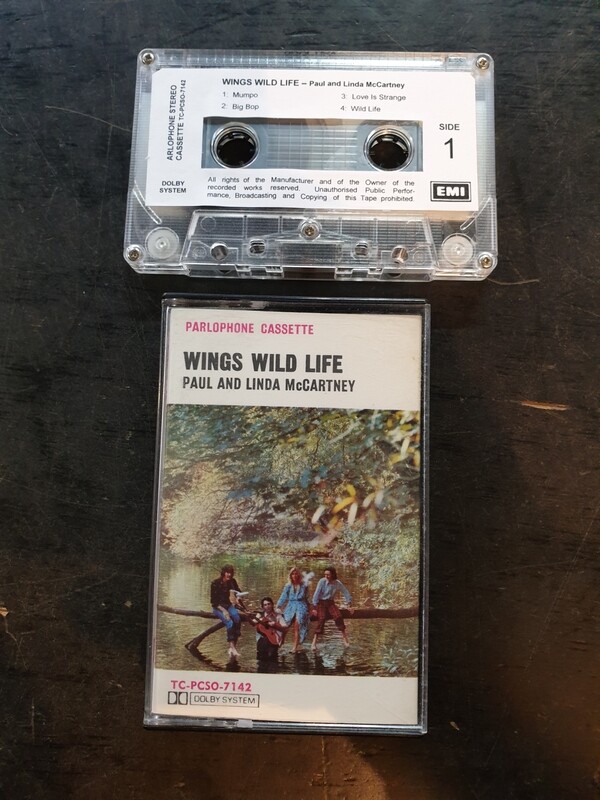 ARLOPHONE STEREO
CASSETTE TC-PCSO-7142
WINGS WILD LIFE – Paul and Linda McCartney
1: Mumpo
2: Big Bop
3: Love Is Strange
4: Wild Life
SIDE
1
DOLBY
SYSTEM
All rights of the Manufacturer and of the Owner of the
recorded works reserved. Unauthorised Public Perfor-
mance, Broadcasting and Copying of this Tape prohibited.
EMI
PARLOPHONE CASSETTE
WINGS WILD LIFE
PAUL AND LINDA McCARTNEY
TC-PCSO-7142
DOLBY SYSTEM